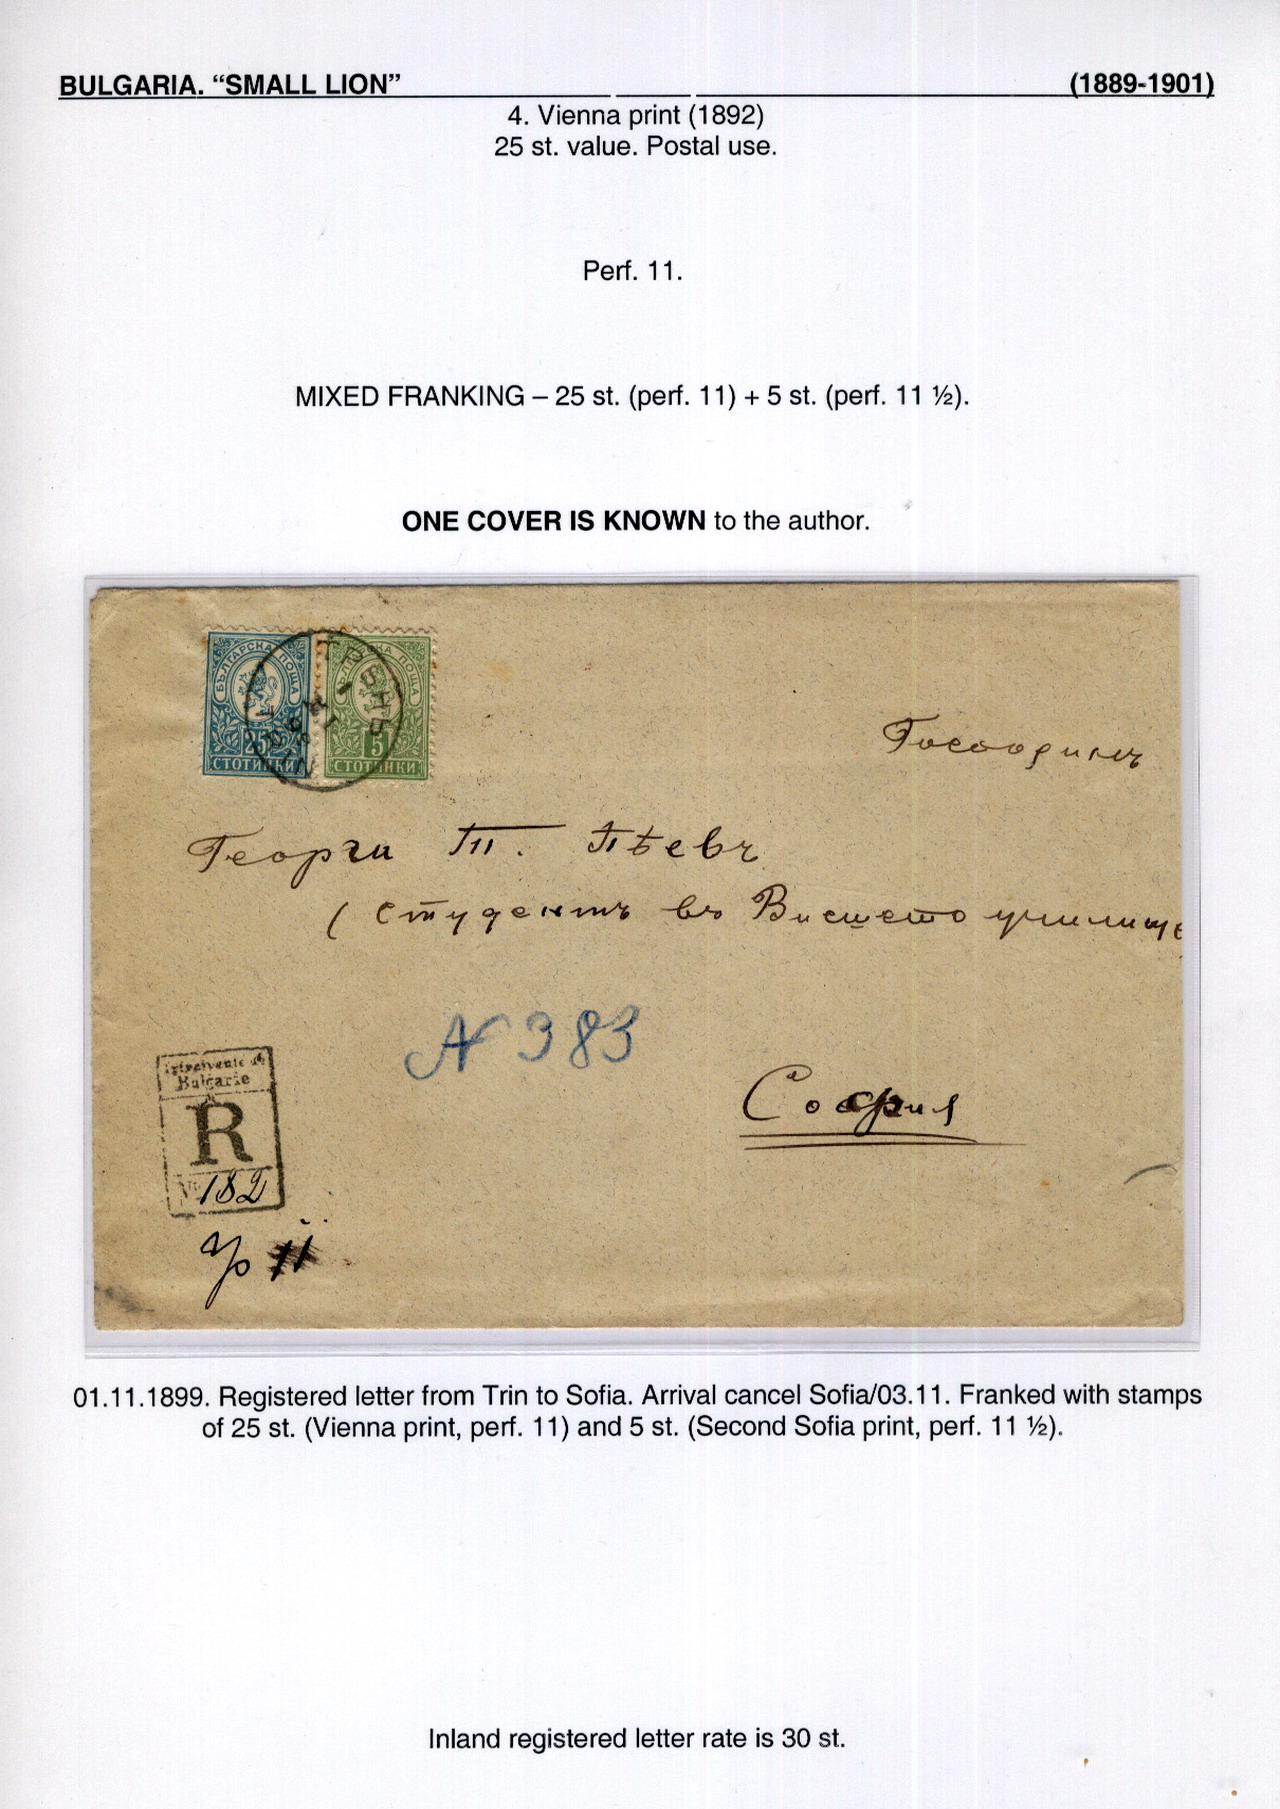 BULGARIA. “SMALL LION” (1889-1901)
4. Vienna print (1892)
25 st. value. Postal use.
Perf. 11.
MIXED FRANKING – 25 st. (perf. 11) + 5 st. (perf. 11 ½).
ONE COVER IS KNOWN to the author.
БЪЛГАРСКА ПОЩА
25
СТОТИНКИ
ПОЩА
5
СТОТИНКИ
Господинъ
Георги Т. Пѣевъ
(студентъ въ Висшето училище
N 383
Bulgarie
R
№ 182
София
01.11.1899. Registered letter from Trin to Sofia. Arrival cancel Sofia/03.11. Franked with stamps
of 25 st. (Vienna print, perf. 11) and 5 st. (Second Sofia print, perf. 11 ½).
Inland registered letter rate is 30 st.